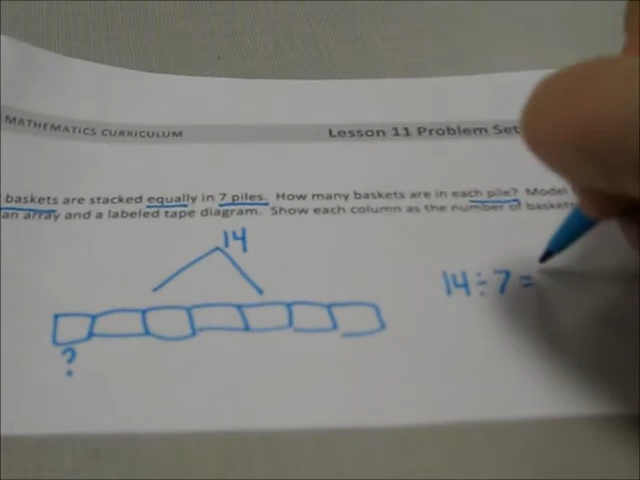 MATHEMATICS CURRICULUM
Lesson 11 Problem Set
baskets are stacked equally in 7 piles. How many baskets are in each pile? Model
an array and a labeled tape diagram. Show each column as the number of baskets
14
14 ÷ 7 =
?